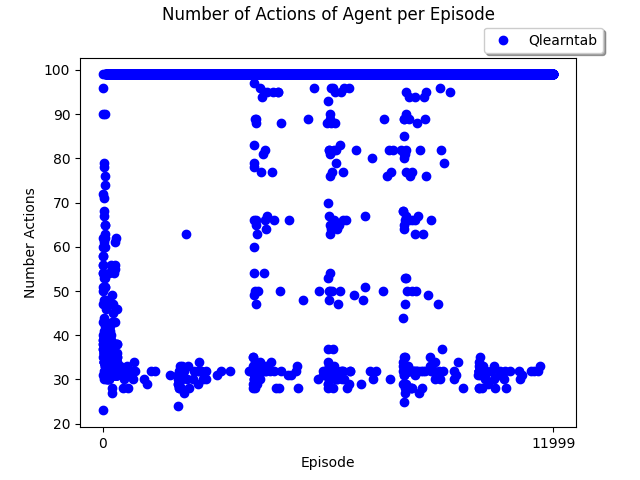 Number of Actions of Agent per Episode
Qlearntab
100
90
80
70
60
50
40
30
20
Number Actions
0 11999
Episode